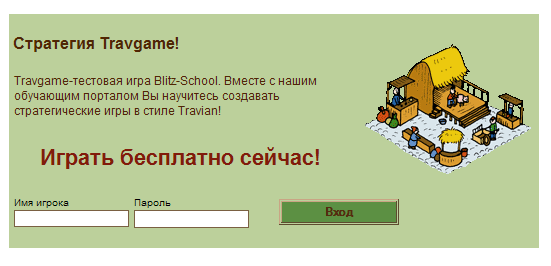 Стратегия Travgame!
Travgame-тестовая игра Blitz-School. Вместе с нашим
обучающим порталом Вы научитесь создавать
стратегические игры в стиле Travian!
Играть бесплатно сейчас!
Имя игрока Пароль
Вход